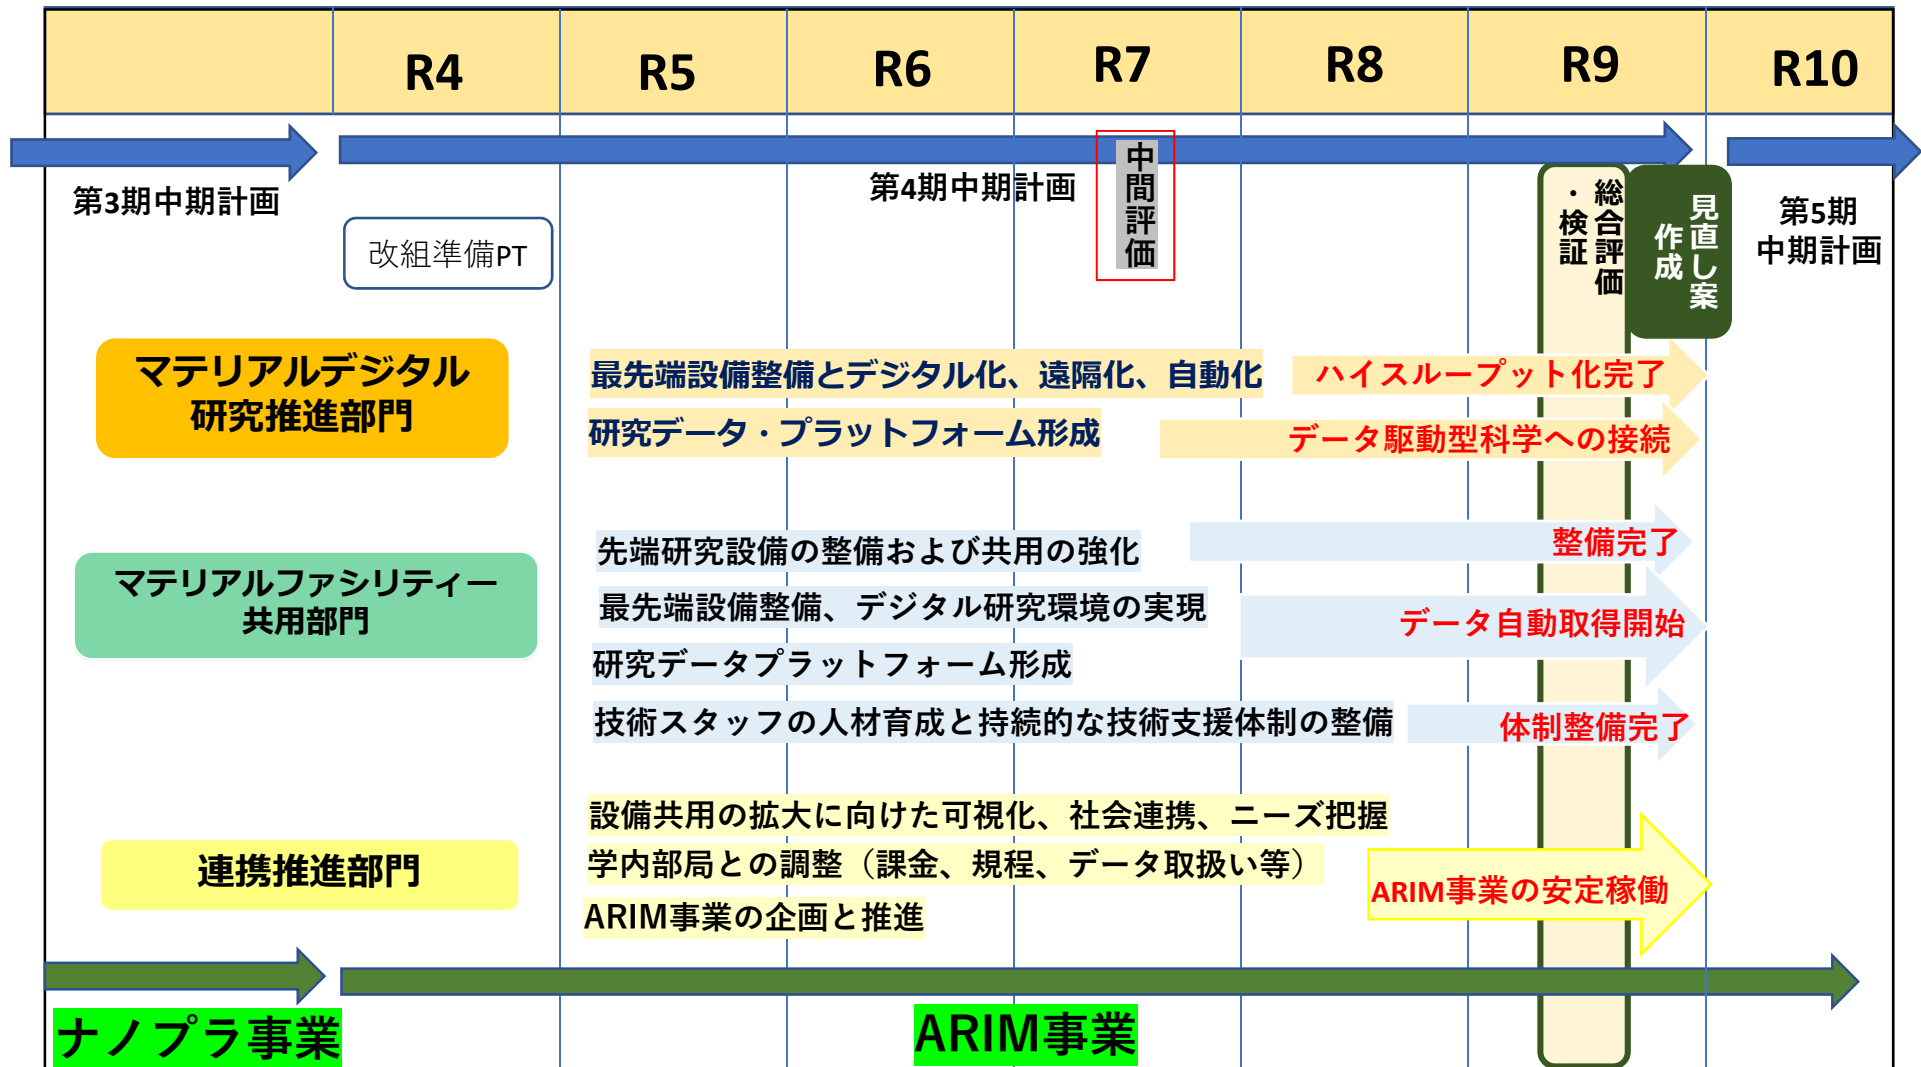 R4
R5
R6
R7
R8
R9
R10
第3期中期計画
第4期中期計画
中間評価
総合評価
・検証
見直し案
作成
第5期
中期計画
改組準備PT
マテリアルデジタル
研究推進部門
最先端設備整備とデジタル化、遠隔化、自動化
ハイスループット化完了
研究データ・プラットフォーム形成
データ駆動型科学への接続
マテリアルファシリティー
共用部門
先端研究設備の整備および共用の強化
整備完了
最先端設備整備、デジタル研究環境の実現
データ自動取得開始
研究データプラットフォーム形成
技術スタッフの人材育成と持続的な技術支援体制の整備
体制整備完了
連携推進部門
設備共用の拡大に向けた可視化、社会連携、ニーズ把握
学内部局との調整（課金、規程、データ取扱い等）
ARIM事業の企画と推進
ARIM事業の安定稼働
ナノプラ事業
ARIM事業